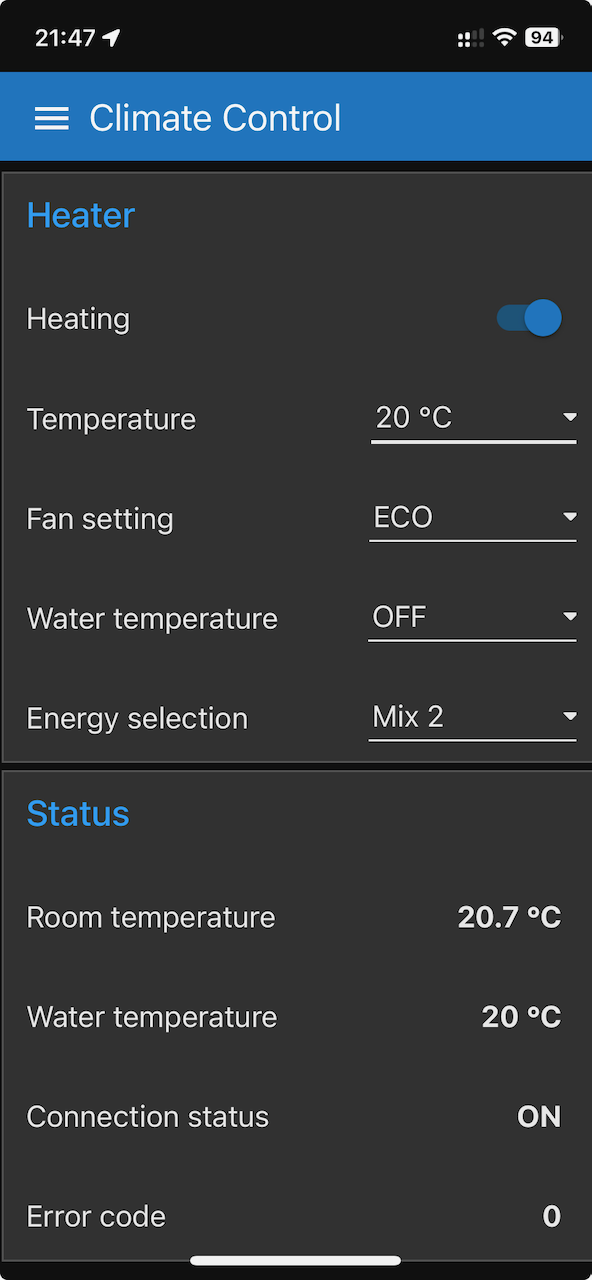 21:47
94
Climate Control
Heater
Heating
Temperature 20 °C
Fan setting ECO
Water temperature OFF
Energy selection Mix 2
Status
Room temperature 20.7 °C
Water temperature 20 °C
Connection status ON
Error code 0